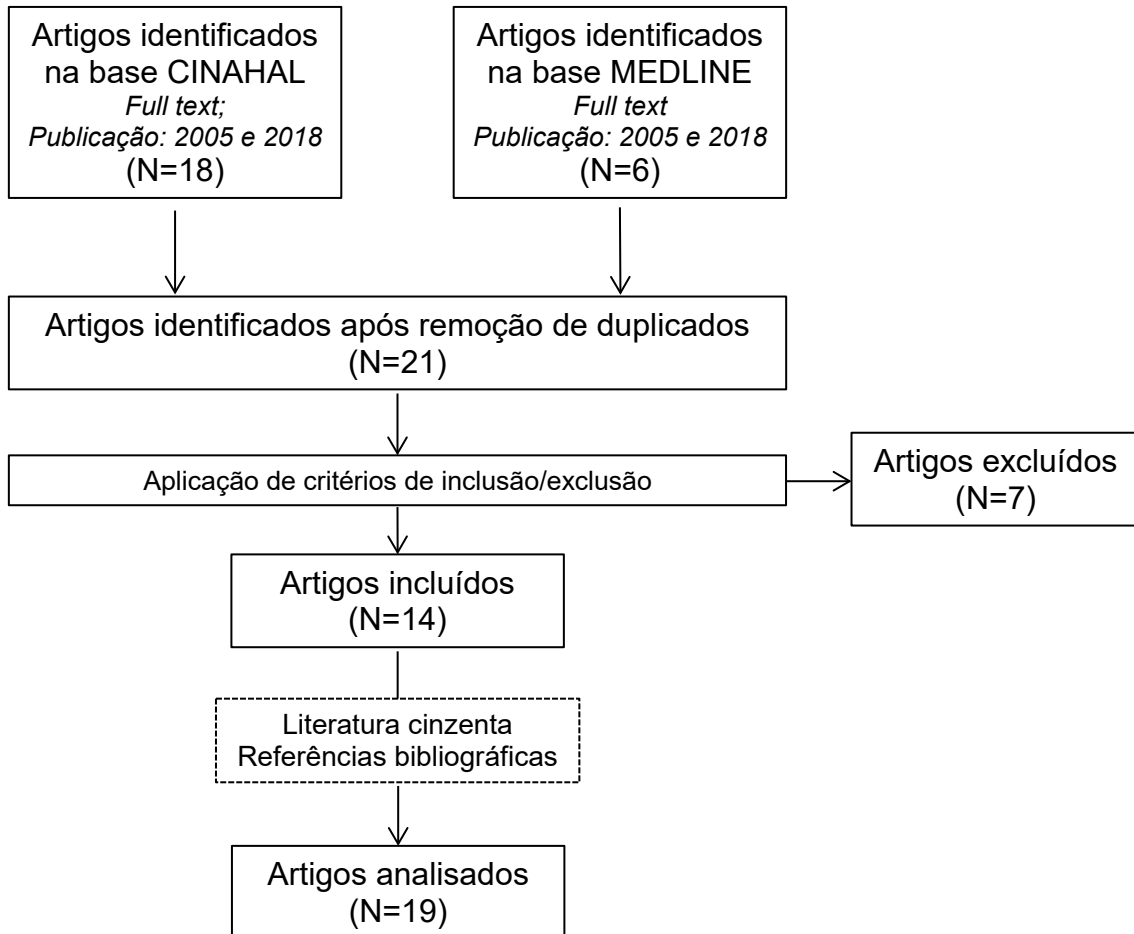 Artigos identificados
na base CINAHAL
Full text;
Publicação: 2005 e 2018
(N=18)
Artigos identificados
na base MEDLINE
Full text
Publicação: 2005 e 2018
(N=6)
Artigos identificados após remoção de duplicados
(N=21)
Aplicação de critérios de inclusão/exclusão
Artigos excluídos
(N=7)
Artigos incluídos
(N=14)
Literatura cinzenta
Referências bibliográficas
Artigos analisados
(N=19)